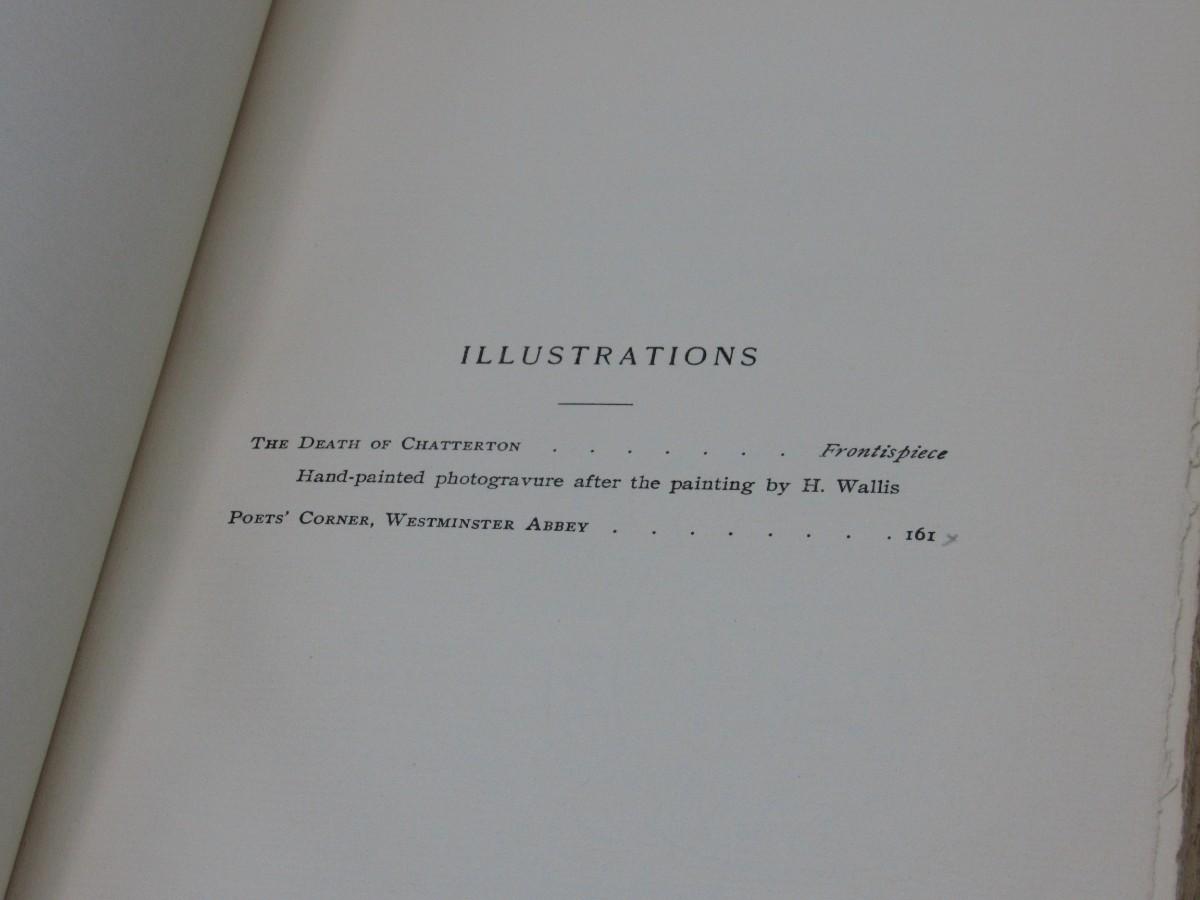 ILLUSTRATIONS
THE DEATH OF CHATTERTON . . . . . . . Frontispiece
Hand-painted photogravure after the painting by H. Wallis
POETS' CORNER, WESTMINSTER ABBEY . . . . . . . . 161